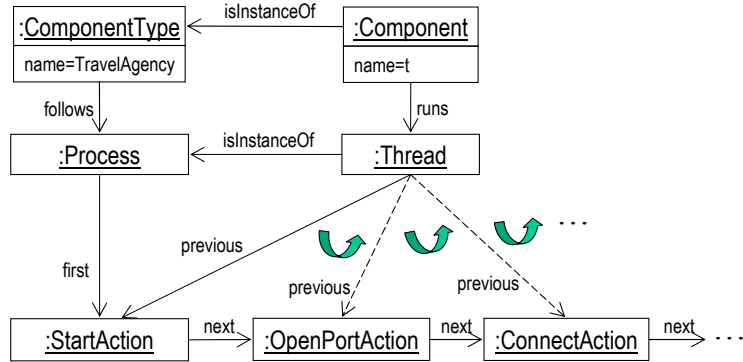 isInstanceOf
:ComponentType
:Component
name=TravelAgency
name=t
follows
runs
isInstanceOf
:Process
:Thread
. . .
previous
first
previous
previous
next
next
next
:StartAction
:OpenPortAction
:ConnectAction
. . .